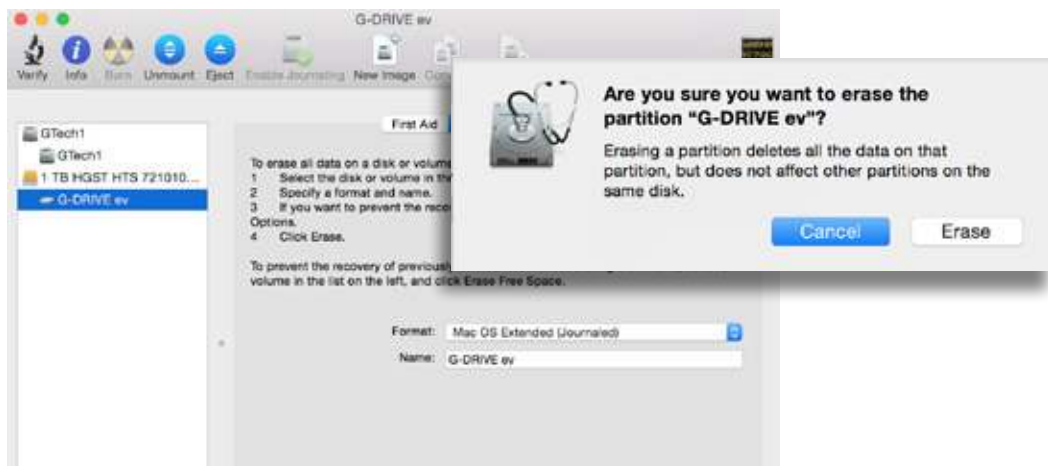 G-DRIVE ev
Verify Info Burn Unmount Eject Enable Journaling New Image
First Aid
GTech1
GTech1
1 TB HGST HTS 721010...
G-DRIVE ev
To erase all data on a disk or volume
1 Select the disk or volume in the
2 Specify a format and name.
3 If you want to prevent the
Options.
4 Click Erase.
To prevent the recovery of previously
volume in the list on the left, and click Erase Free Space.
Format: Mac OS Extended (Journaled)
Name: G-DRIVE ev
Are you sure you want to erase the
partition “G-DRIVE ev”?
Erasing a partition deletes all the data on that
partition, but does not affect other partitions on the
same disk.
Cancel Erase